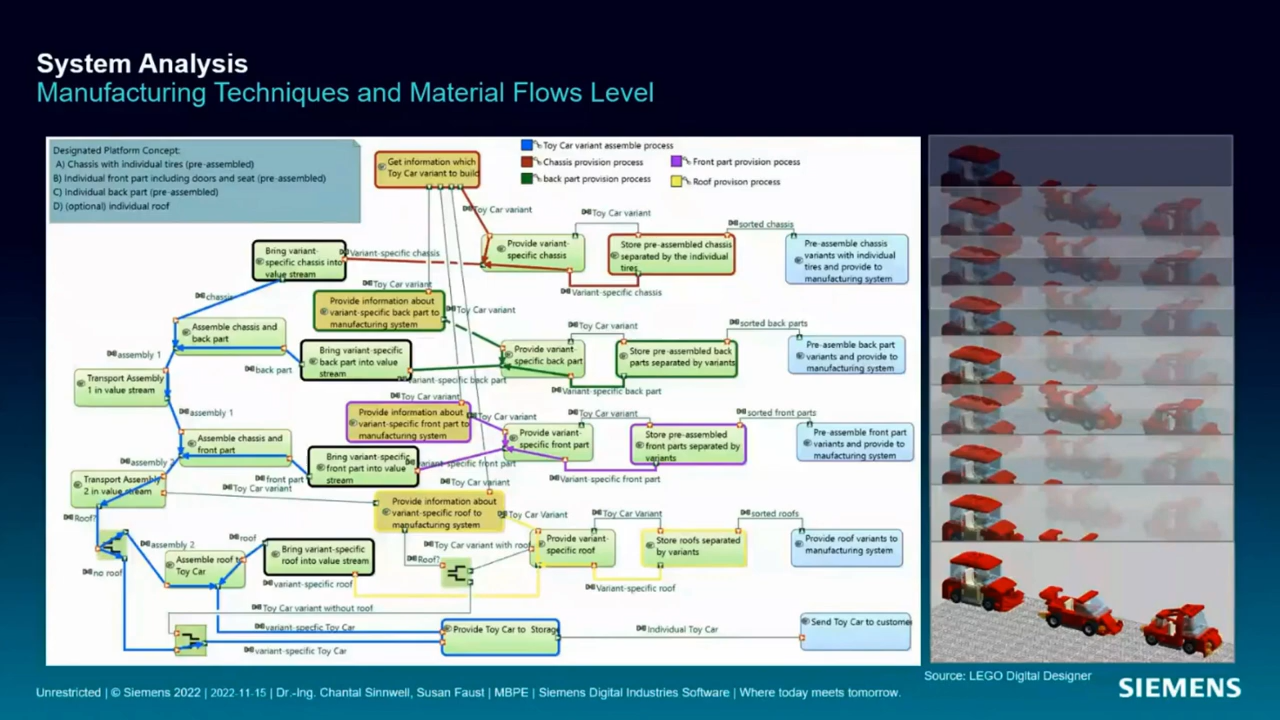 System Analysis
Manufacturing Techniques and Material Flows Level
Designated Platform Concept:
A) Chassis with individual tires (pre-assembled)
B) Individual front part including doors and seat (pre-assembled)
C) Individual back part (pre-assembled)
D) (optional) individual roof
Get information which
Toy Car variant to build
Toy Car variant assemble process
Chassis provision process
back part provision process
Front part provision pocess
Roof provison process
Toy Car variant
Toy Car variant
sorted chassis
Bring variant-
specific chassis into
value stream
Variant-specific chassis
Provide variant-
specific chassis
Store pre-assembled chassis
separated by the individual
tires
Pre-assemble chassis
variants with individual
tires and provide to
manufacturing system
Toy Car variant
Variant-specific chassis
chassis
Provide information about
variant-specific back part to
manufacturing system
Toy Car variant
Toy Car variant
sorted back parts
Assemble chassis and
back part
assembly 1
back part
Bring variant-specific
back part into value
stream
Provide variant-
specific back part
Store pre-assembled back
parts separated by variants
Pre-asemble back part
variants and provide to
manufacturing system
variant-specific back part
Variant-specific back part
Transport Assembly
1 in value stream
Toy Car variant
assembly 1
Provide information about
variant-specific front part to
manufacturing system
Toy Car variant
Toy Car variant
sorted front parts
Assemble chassis and
front part
Provide variant-
specific front part
Store pre-assembled
front parts separated by
variants
Pre-assemble front part
variants and provide to
maufacturing system
assembly 2
front part
Bring variant-
specific front part into
value stream
variant-specific front part
Variant-specific front part
Transport Assembly
2 in value stream
Toy Car variant
Toy Car variant
Roof?
Provide information about
variant-specific roof to
manufacturing system
Toy Car Variant
Toy Car Variant
sorted roofs
assembly 2
roof
no roof
Assemble roof to
Toy Car
Bring variant-specific
roof into value stream
Roof?
Toy Car variant with roof
Provide variant-
specific roof
Store roofs separated
by variants
Provide roof variants to
manufacturing system
variant-specific roof
Variant-specific roof
Toy Car variant without roof
variant-specfic Toy Car
variant-specific Toy Car
Provide Toy Car to Storage
Individual Toy Car
Send Toy Car to custome
Source: LEGO Digital Designer
Unrestricted | © Siemens 2022 | 2022-11-15 | Dr.-Ing. Chantal Sinnwell, Susan Faust | MBPE | Siemens Digital Industries Software | Where today meets tomorrow.
SIEMENS